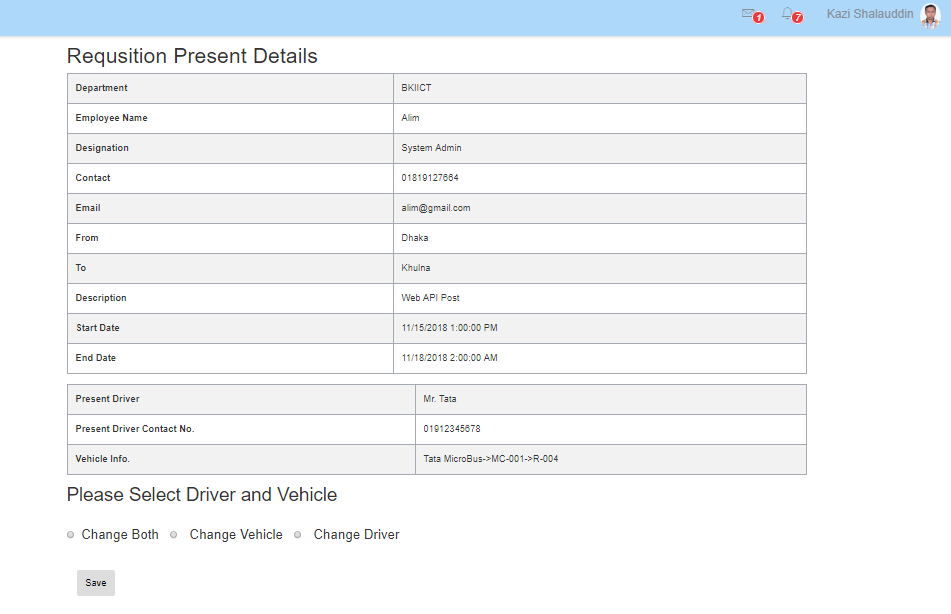 1 7 Kazi Shalauddin
Requsition Present Details
Department BKIICT
Employee Name Alim
Designation System Admin
Contact 01819127664
Email alim@gmail.com
From Dhaka
To Khulna
Description Web API Post
Start Date 11/15/2018 1:00:00 PM
End Date 11/18/2018 2:00:00 AM
Present Driver Mr. Tata
Present Driver Contact No. 01912345678
Vehicle Info. Tata MicroBus->MC-001->R-004
Please Select Driver and Vehicle
Change Both Change Vehicle Change Driver
Save